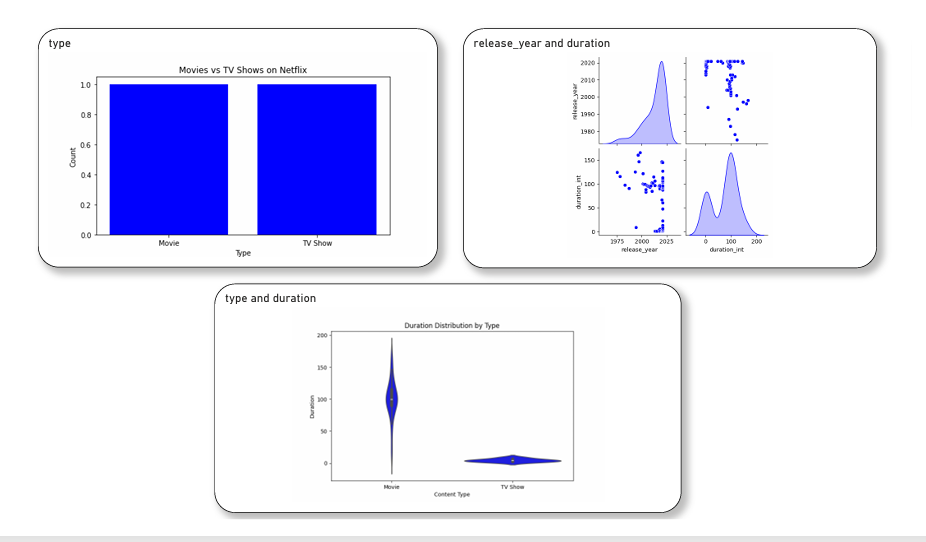 type
Movies vs TV Shows on Netflix
1.0
0.8
0.6
0.4
0.2
0.0
Count
Movie TV Show
Type
release_year and duration
2020
2010
2000
1990
1980
release_year
150
100
50
0
duration_int
1975 2000 2025
release_year
0 100 200
duration_int
type and duration
Duration Distribution by Type
200
150
100
50
0
Duration
Movie TV Show
Content Type